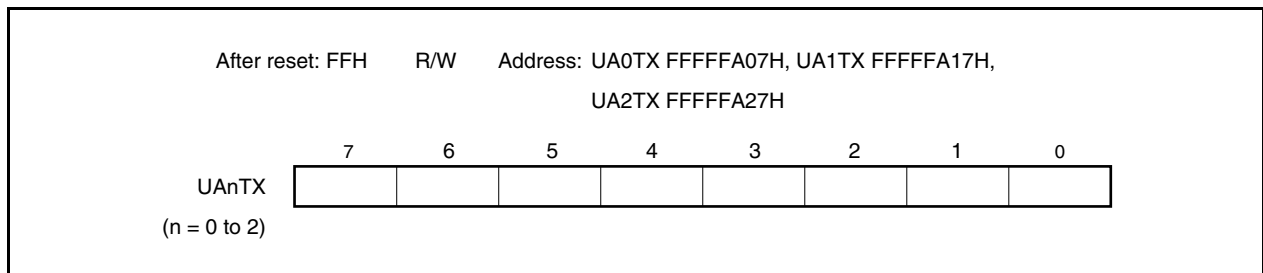 After reset: FFH R/W Address: UA0TX FFFFFA07H, UA1TX FFFFFA17H,
UA2TX FFFFFA27H
7 6 5 4 3 2 1 0
UAnTX
(n = 0 to 2)